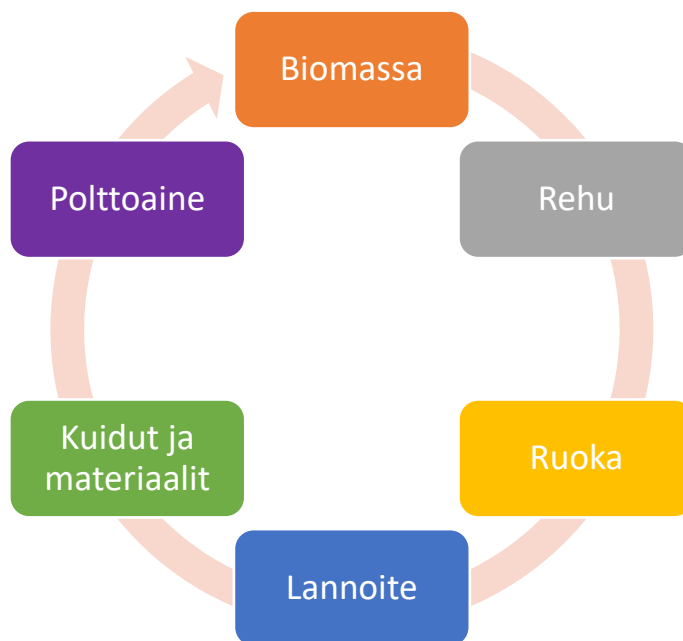 Biomassa
Rehu
Ruoka
Lannoite
Kuidut ja
materiaalit
Polttoaine